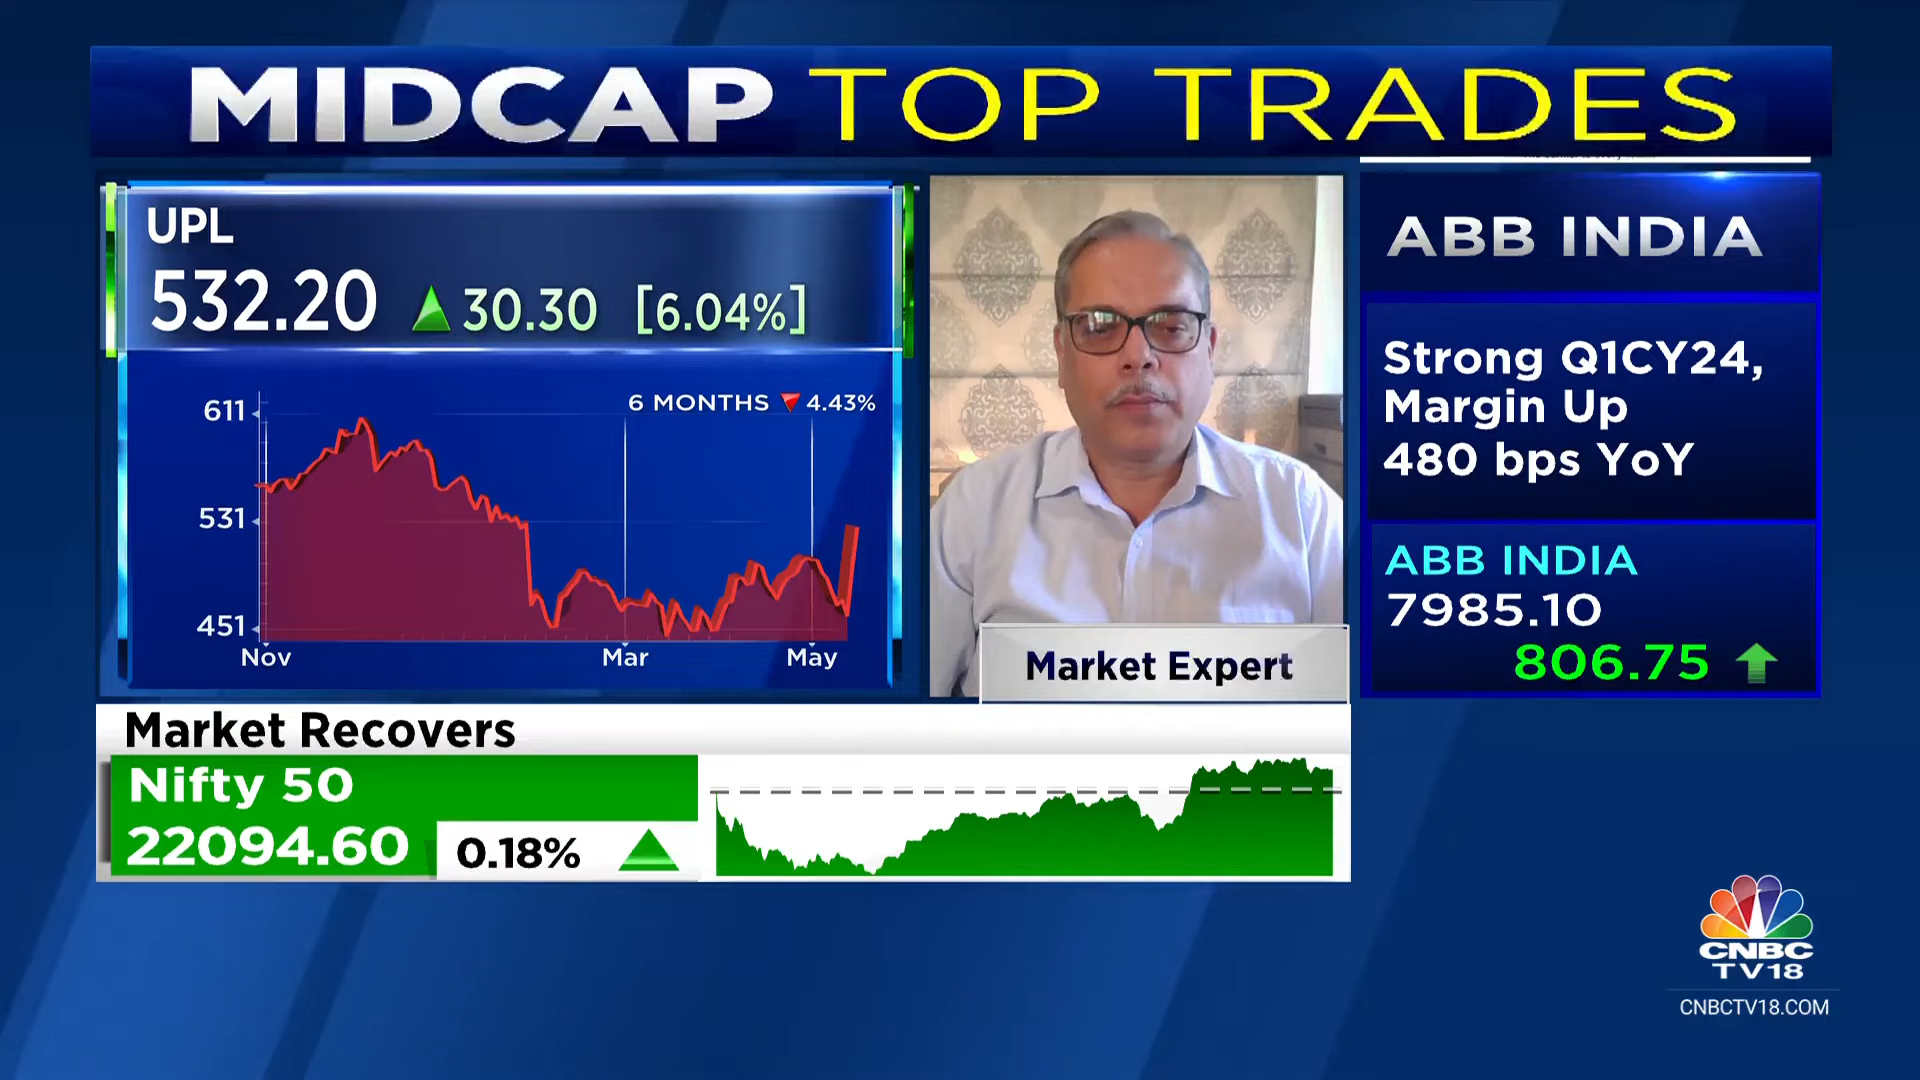 MIDCAP TOP TRADES
UPL
532.20 ▲ 30.30 [6.04%]
6 MONTHS ▼ 4.43%
611
531
451
Nov Mar May
Market Expert
ABB INDIA
Strong Q1CY24,
Margin Up
480 bps YoY
ABB INDIA
7985.10
806.75
Market Recovers
Nifty 50
22094.60
0.18%
CNBC
TV18
CNBCTV18.COM